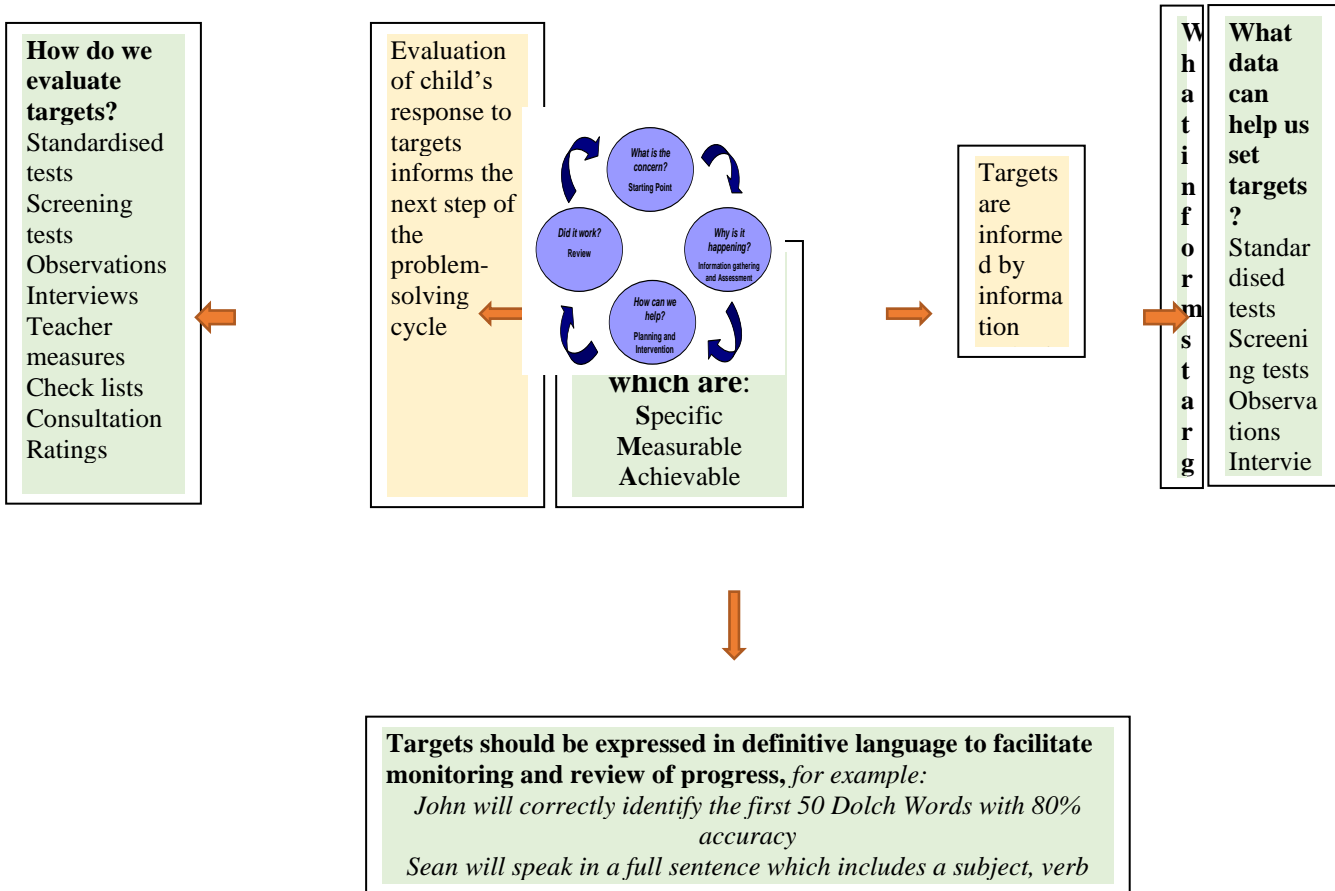 How do we
evaluate
targets?
Standardised
tests
Screening
tests
Observations
Interviews
Teacher
measures
Check lists
Consultation
Ratings
Evaluation
of child’s
response to
targets
informs the
next step of
the
problem-
solving
cycle
What is the
concern?
Starting Point
Did it work?
Review
Why is it
happening?
Information gathering
and Assessment
How can we
help?
Planning and
Intervention
which are:
Specific
Measurable
Achievable
Targets
are
informe
d by
informa
tion
W
h
a
t
i
n
f
o
r
m
s
t
a
r
g
What
data
can
help us
set
targets
?
Standar
dised
tests
Screeni
ng tests
Observa
tions
Intervie
Targets should be expressed in definitive language to facilitate
monitoring and review of progress, for example:
John will correctly identify the first 50 Dolch Words with 80%
accuracy
Sean will speak in a full sentence which includes a subject, verb